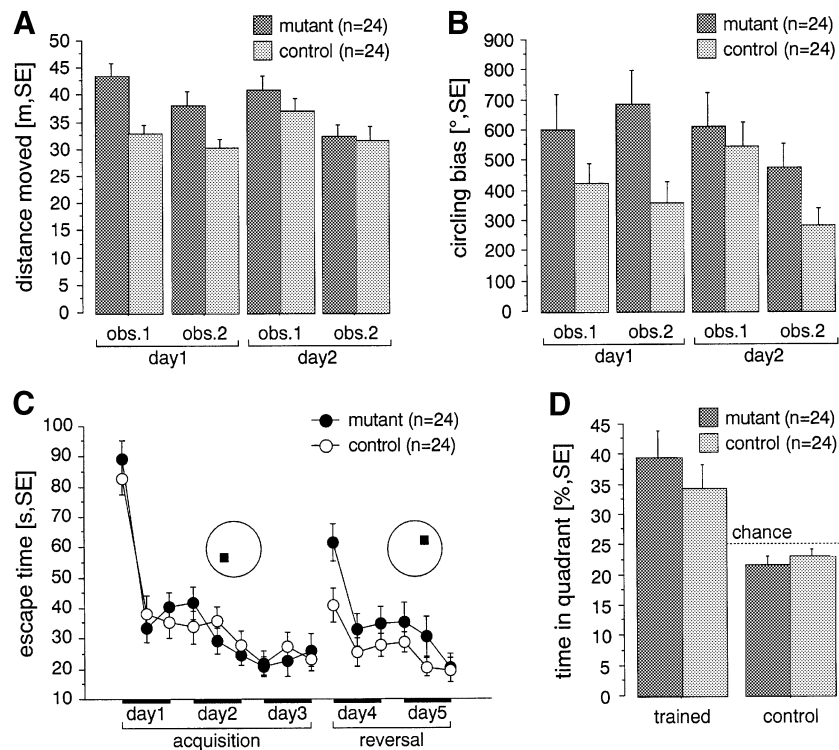 A
mutant (n=24)
control (n=24)
distance moved [m,SE]
50
45
40
35
30
25
20
15
10
5
0
obs.1 obs.2 obs.1 obs.2
day1 day2
B
mutant (n=24)
control (n=24)
circling bias [°,SE]
900
800
700
600
500
400
300
200
100
0
obs.1 obs.2 obs.1 obs.2
day1 day2
C
mutant (n=24)
control (n=24)
escape time [s,SE]
100
90
80
70
60
50
40
30
20
10
day1 day2 day3 day4 day5
acquisition reversal
D
mutant (n=24)
control (n=24)
time in quadrant [%,SE]
45
40
35
30
25
20
15
10
5
0
chance
trained control